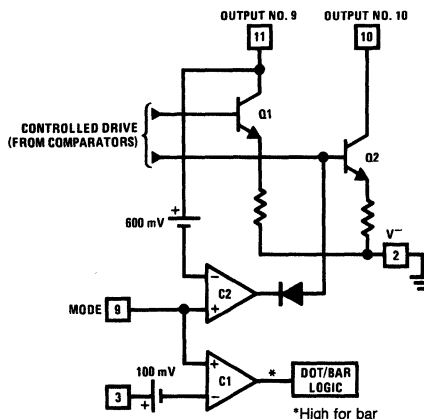 OUTPUT NO. 9
OUTPUT NO. 10
11
10
Q1
CONTROLLED DRIVE
(FROM COMPARATORS)
Q2
+
600 mV
V−
2
−
C2
MODE
9
+
100 mV
+
C1
*
DOT/BAR
LOGIC
3
+
−
*High for bar